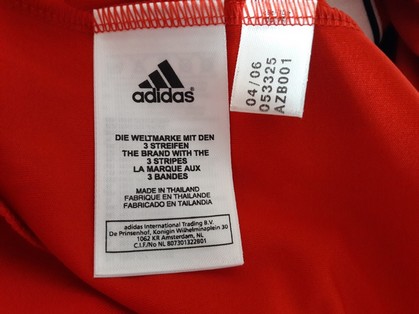 adidas
DIE WELTMARKE MIT DEN
3 STREIFEN
THE BRAND WITH THE
3 STRIPES
LA MARQUE AUX
3 BANDES
MADE IN THAILAND
FABRIQUE EN THAILANDE
FABRICADO EN TAILANDIA
adidas International Trading B.V.
De Prinsenhof, Konigin Wilhelminaplein 30
1062 KR Amsterdam, NL
C.I.F./No NL 807301322B01
04/06
053325
AZB001